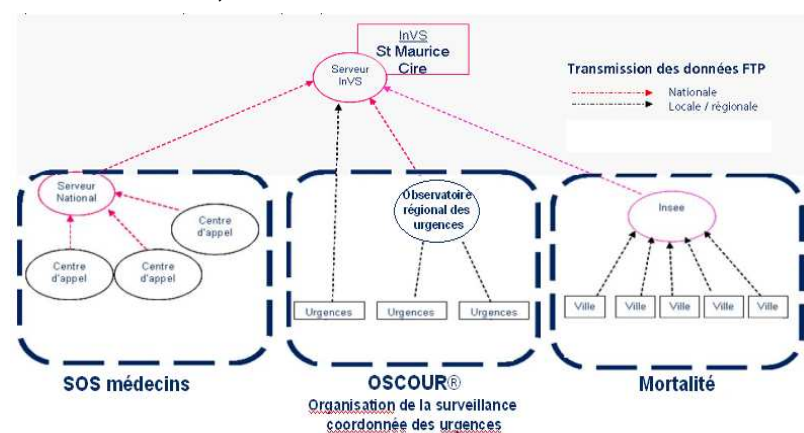 InVS
St Maurice
Cire
Serveur
InVS
Transmission des données FTP
Nationale
Locale / régionale
Serveur
National
Centre
d'appel
Centre
d'appel
Centre
d'appel
Observatoire
régional des
urgences
Urgences
Urgences
Urgences
Insee
Ville
Ville
Ville
Ville
Ville
SOS médecins
OSCOUR®
Organisation de la surveillance
coordonnée des urgences
Mortalité